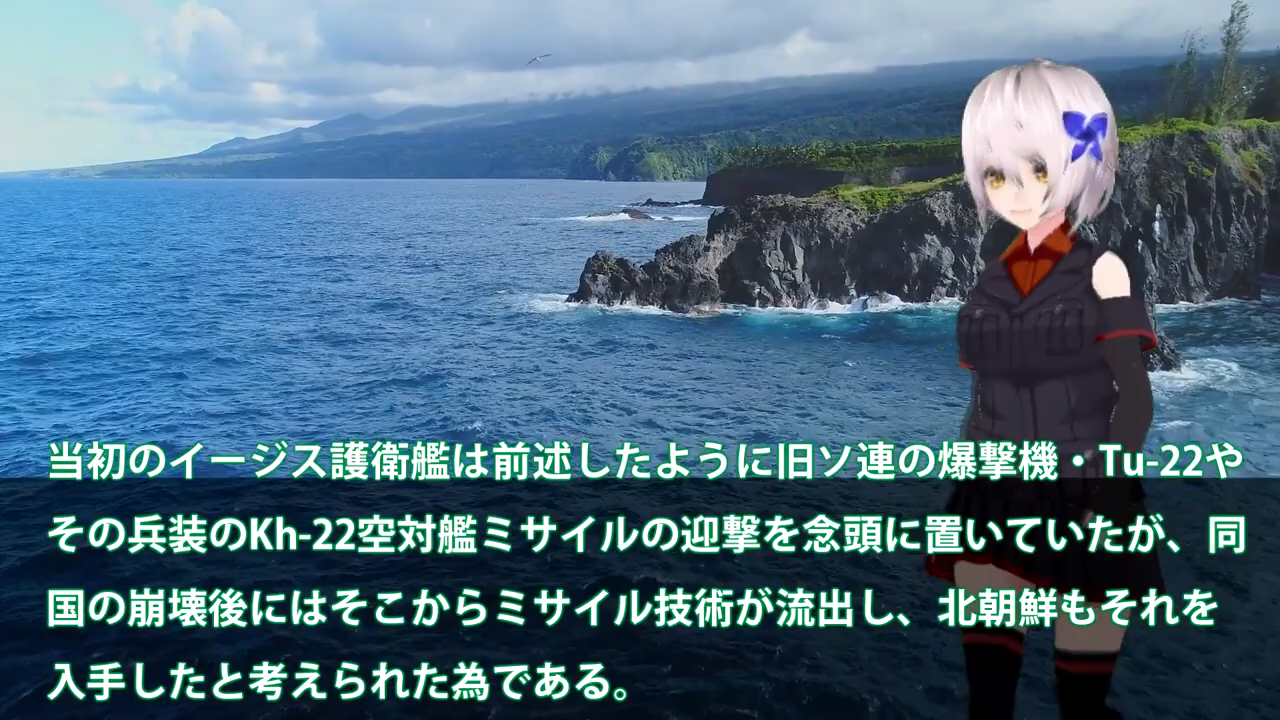 当初のイージス護衛艦は前述したように旧ソ連の爆撃機・Tu-22や
その兵装のKh-22空対艦ミサイルの迎撃を念頭に置いていたが、同
国の崩壊後にはそこからミサイル技術が流出し、北朝鮮もそれを
入手したと考えられた為である。